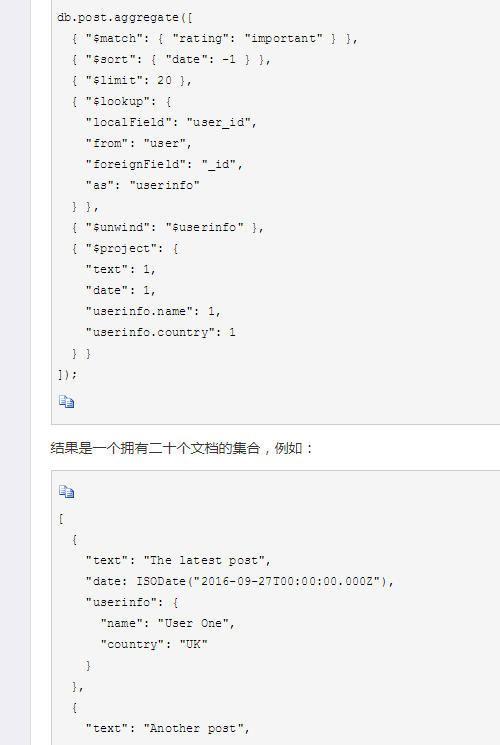 db.post.aggregate([
  { "$match": { "rating": "important" } },
  { "$sort": { "date": -1 } },
  { "$limit": 20 },
  { "$lookup": {
    "localField": "user_id",
    "from": "user",
    "foreignField": "_id",
    "as": "userinfo"
  } },
  { "$unwind": "$userinfo" },
  { "$project": {
    "text": 1,
    "date": 1,
    "userinfo.name": 1,
    "userinfo.country": 1
  } }
]);
结果是一个拥有二十个文档的集合，例如：
[
  {
    "text": "The latest post",
    "date: ISODate("2016-09-27T00:00:00.000Z"),
    "userinfo": {
      "name": "User One",
      "country": "UK"
    }
  },
  {
    "text": "Another post",